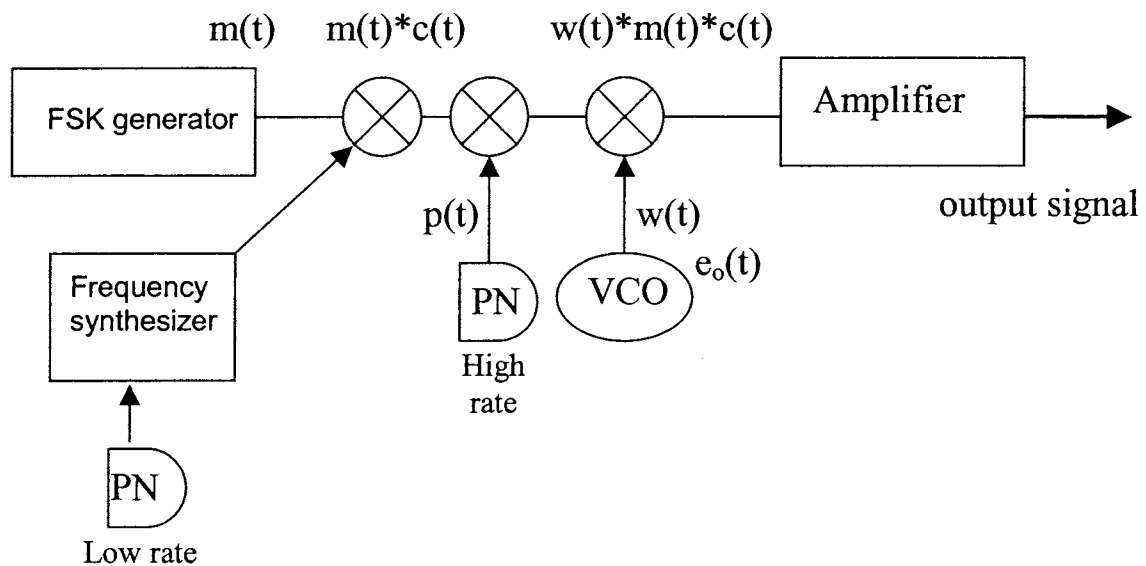 m(t) m(t)*c(t) w(t)*m(t)*c(t)
FSK generator
Amplifier
output signal
p(t)
w(t)
e₀(t)
PN
VCO
Frequency
synthesizer
High
rate
PN
Low rate